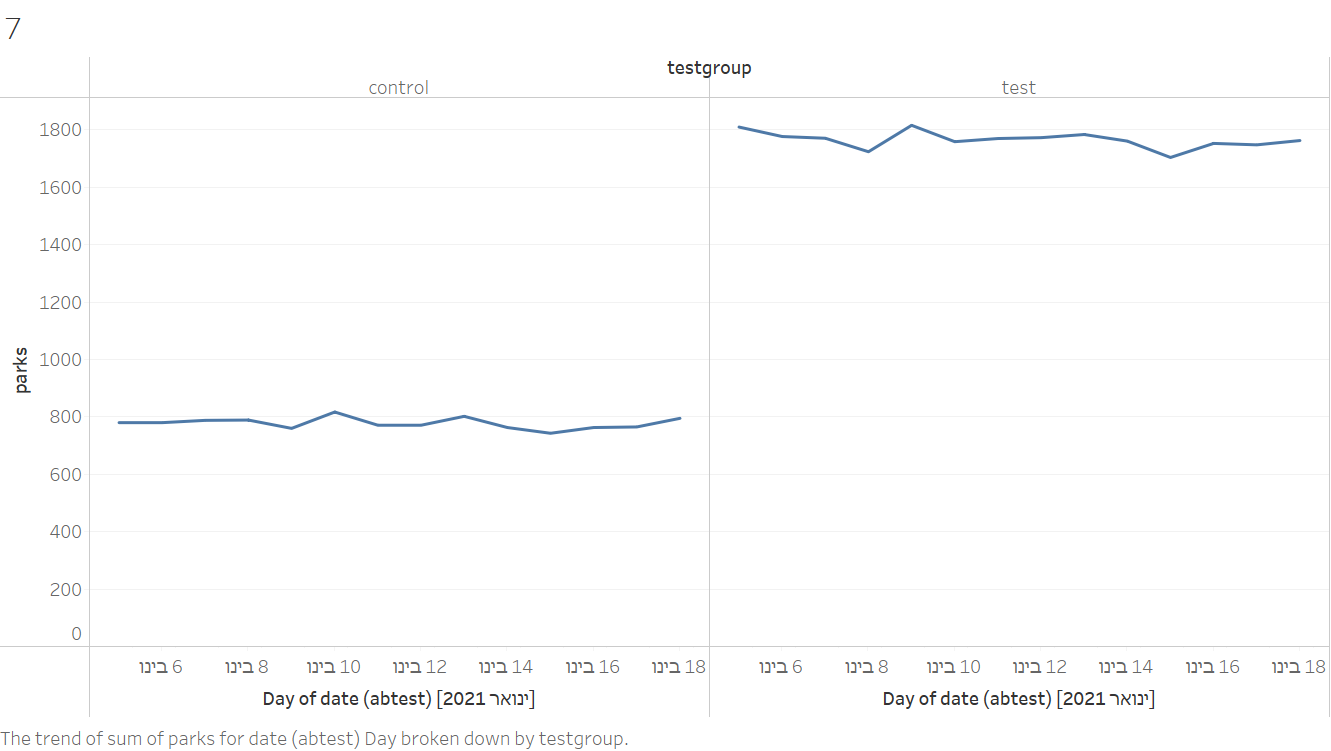 7
testgroup
control
test
1800
1600
1400
1200
1000
800
600
400
200
0
parks
6 בינו
8 בינו
10 בינו
12 בינו
14 בינו
16 בינו
18 בינו
6 בינו
8 בינו
10 בינו
12 בינו
14 בינו
16 בינו
18 בינו
Day of date (abtest) [ינואר 2021]
Day of date (abtest) [ינואר 2021]
The trend of sum of parks for date (abtest) Day broken down by testgroup.